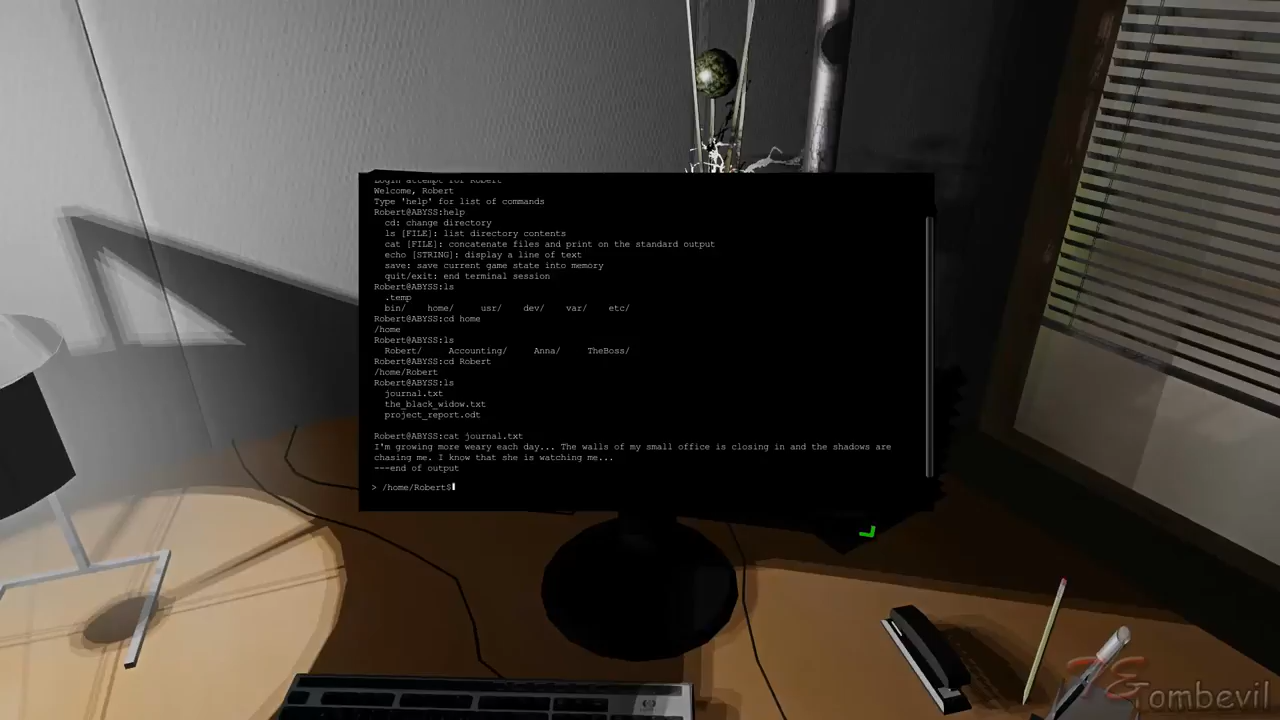 Login attempt for Robert
Welcome, Robert
Type 'help' for list of commands
Robert@ABYSS:help
cd: change directory
ls [FILE]: list directory contents
cat [FILE]: concatenate files and print on the standard output
echo [STRING]: display a line of text
save: save current game state into memory
quit/exit: end terminal session
Robert@ABYSS:ls
.temp
bin/ home/ usr/ dev/ var/ etc/
Robert@ABYSS:cd home
/home
Robert@ABYSS:ls
Robert/ Accounting/ Anna/ TheBoss/
Robert@ABYSS:cd Robert
/home/Robert
Robert@ABYSS:ls
journal.txt
the_black_widow.txt
project_report.odt
Robert@ABYSS:cat journal.txt
I'm growing more weary each day... The walls of my small office is closing in and the shadows are
chasing me. I know that she is watching me...
---end of output
> /home/Robert$
Tombevil